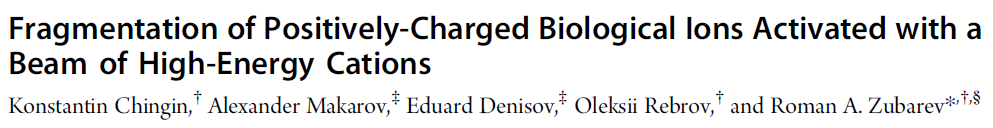 Fragmentation of Positively-Charged Biological Ions Activated with a
Beam of High-Energy Cations
Konstantin Chingin,† Alexander Makarov,‡ Eduard Denisov,‡ Oleksii Rebrov,† and Roman A. Zubarev*,†,§